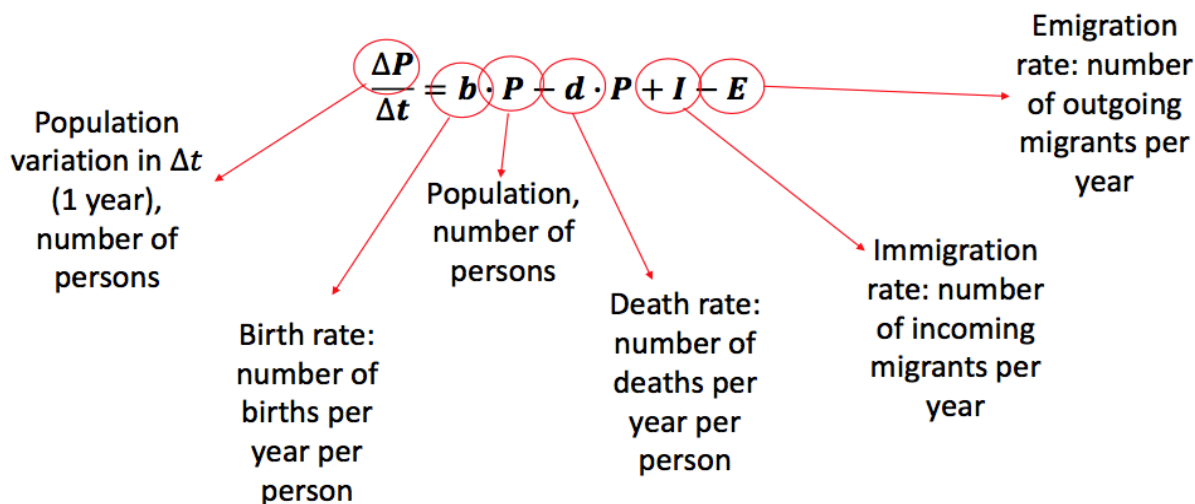 ΔP/Δt = b · P − d · P + I − E
Population
variation in Δt
(1 year),
number of
persons
Birth rate:
number of
births per
year per
person
Population,
number of
persons
Death rate:
number of
deaths per
year per
person
Immigration
rate: number
of incoming
migrants per
year
Emigration
rate: number
of outgoing
migrants per
year